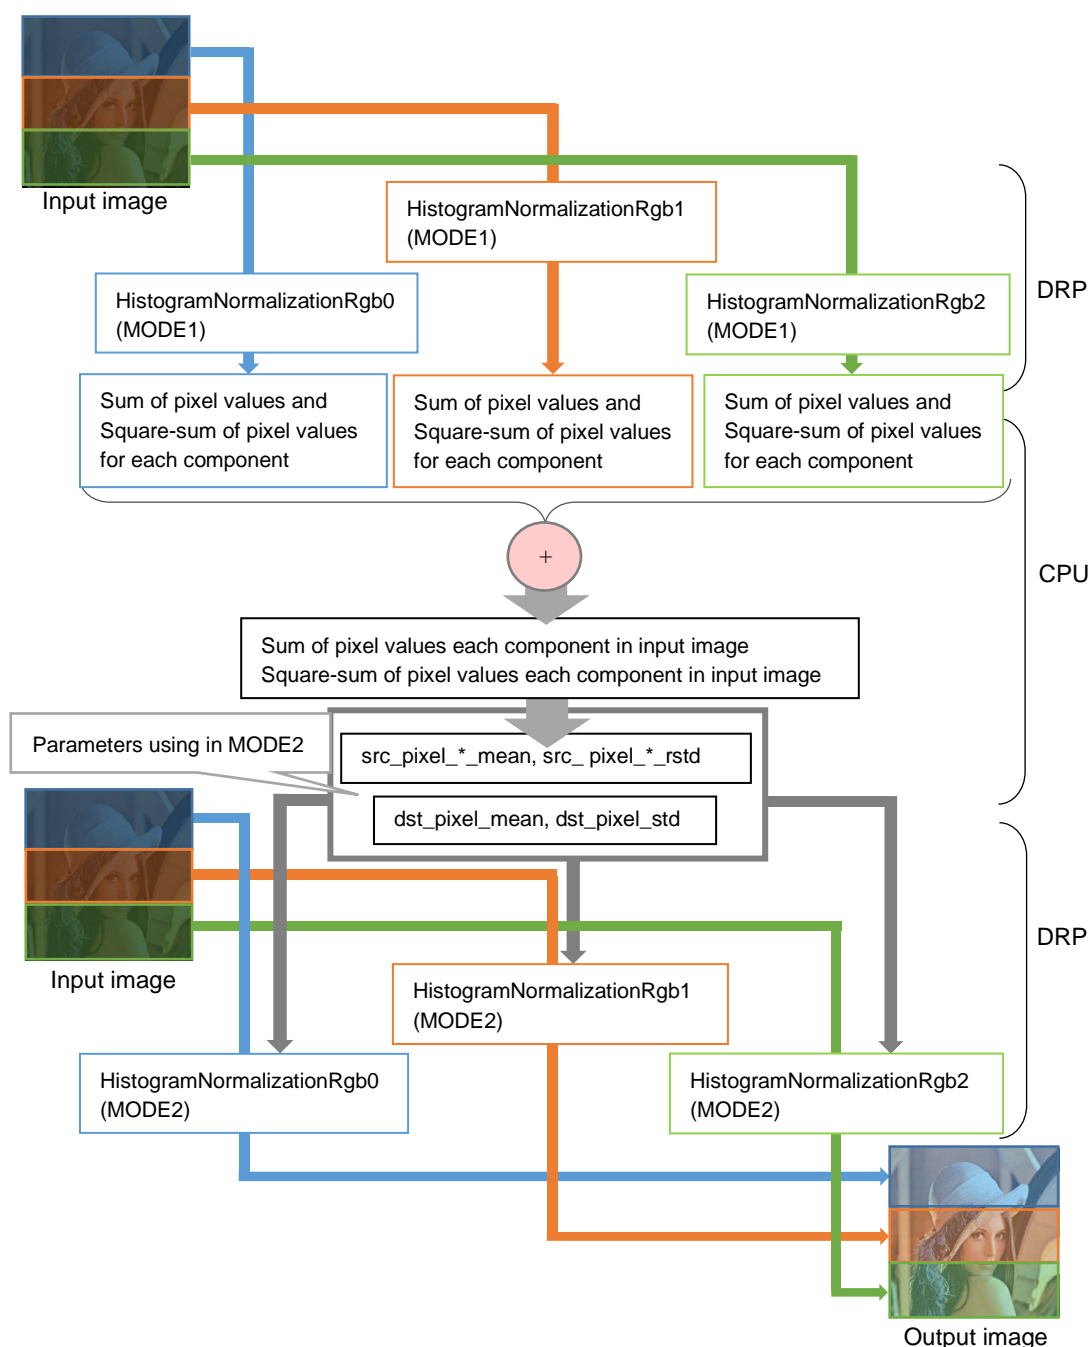 Input image
HistogramNormalizationRgb1
(MODE1)
HistogramNormalizationRgb0
(MODE1)
HistogramNormalizationRgb2
(MODE1)
DRP
Sum of pixel values and
Square-sum of pixel values
for each component
Sum of pixel values and
Square-sum of pixel values
for each component
Sum of pixel values and
Square-sum of pixel values
for each component
+
CPU
Sum of pixel values each component in input image
Square-sum of pixel values each component in input image
Parameters using in MODE2
src_pixel_*_mean, src_ pixel_*_rstd
dst_pixel_mean, dst_pixel_std
Input image
DRP
HistogramNormalizationRgb1
(MODE2)
HistogramNormalizationRgb0
(MODE2)
HistogramNormalizationRgb2
(MODE2)
Output image